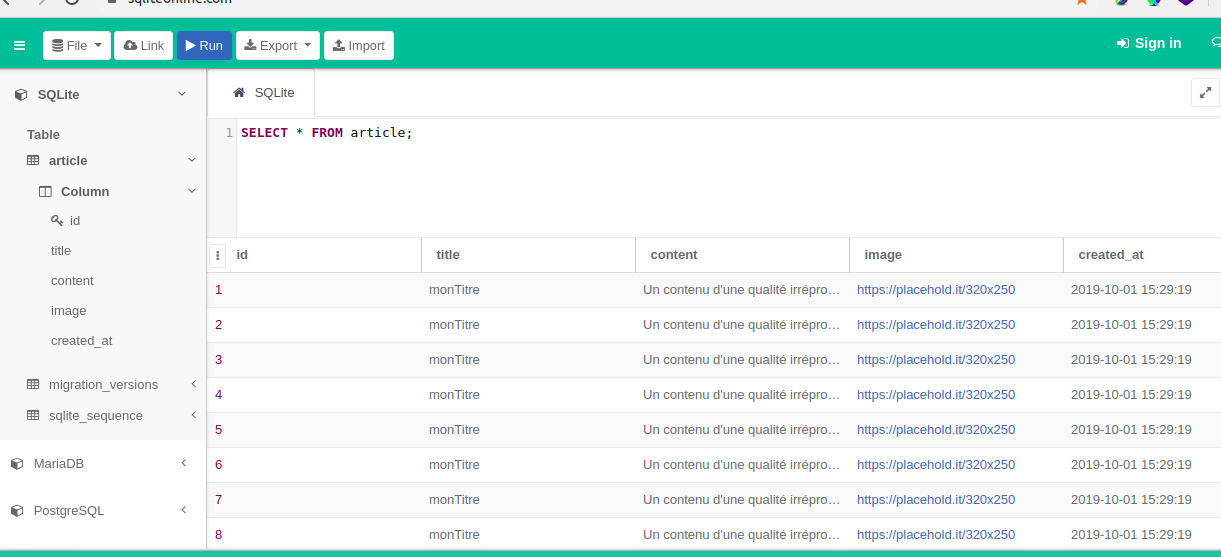 sqliteonline.com
File Link Run Export Import Sign in
SQLite
SQLite
Table
article
Column
id
title
content
image
created_at
migration_versions
sqlite_sequence
MariaDB
PostgreSQL
1 SELECT * FROM article;
id title content image created_at
1 monTitre Un contenu d'une qualité irrépro… https://placehold.it/320x250 2019-10-01 15:29:19
2 monTitre Un contenu d'une qualité irrépro… https://placehold.it/320x250 2019-10-01 15:29:19
3 monTitre Un contenu d'une qualité irrépro… https://placehold.it/320x250 2019-10-01 15:29:19
4 monTitre Un contenu d'une qualité irrépro… https://placehold.it/320x250 2019-10-01 15:29:19
5 monTitre Un contenu d'une qualité irrépro… https://placehold.it/320x250 2019-10-01 15:29:19
6 monTitre Un contenu d'une qualité irrépro… https://placehold.it/320x250 2019-10-01 15:29:19
7 monTitre Un contenu d'une qualité irrépro… https://placehold.it/320x250 2019-10-01 15:29:19
8 monTitre Un contenu d'une qualité irrépro… https://placehold.it/320x250 2019-10-01 15:29:19